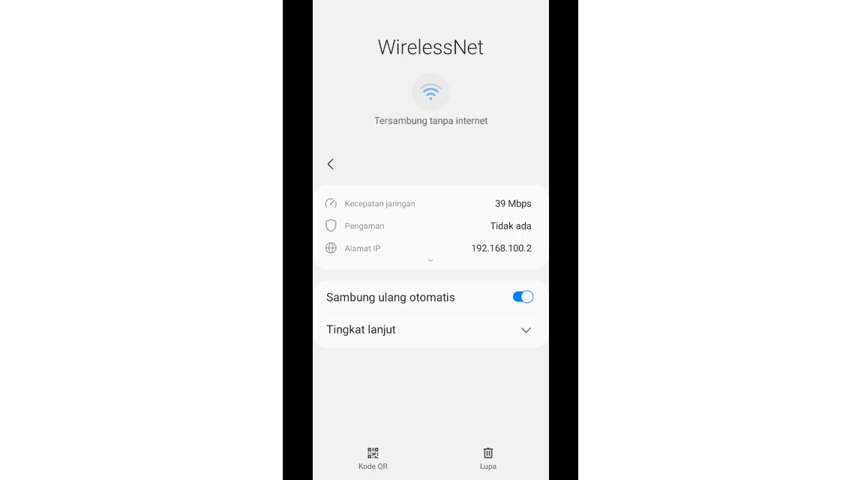 WirelessNet
Tersambung tanpa internet
Kecepatan jaringan 39 Mbps
Pengaman Tidak ada
Alamat IP 192.168.100.2
Sambung ulang otomatis
Tingkat lanjut
Kode QR Lupa